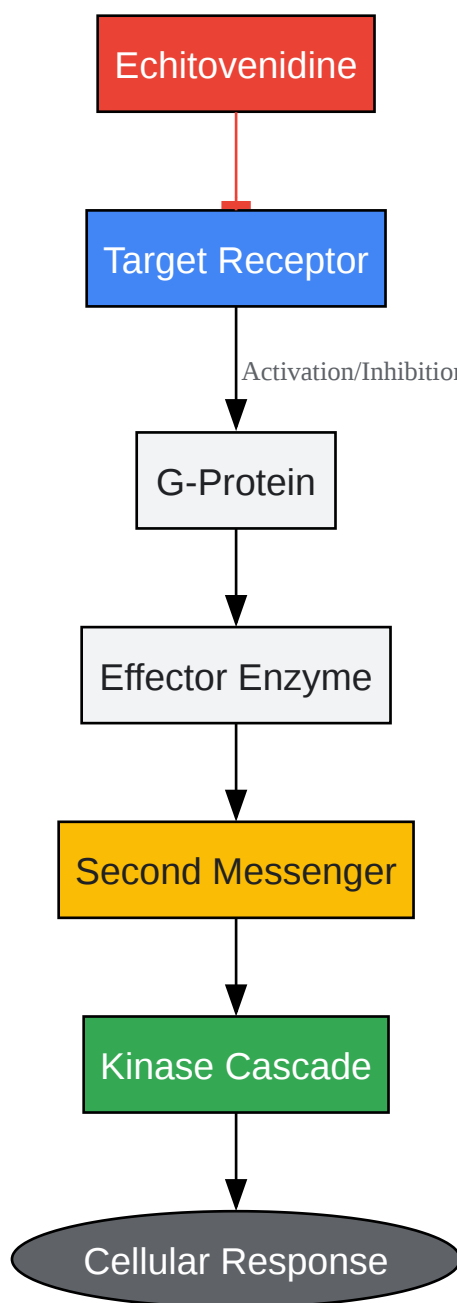 Echitovenidine
Target Receptor
Activation/Inhibition
G-Protein
Effector Enzyme
Second Messenger
Kinase Cascade
Cellular Response